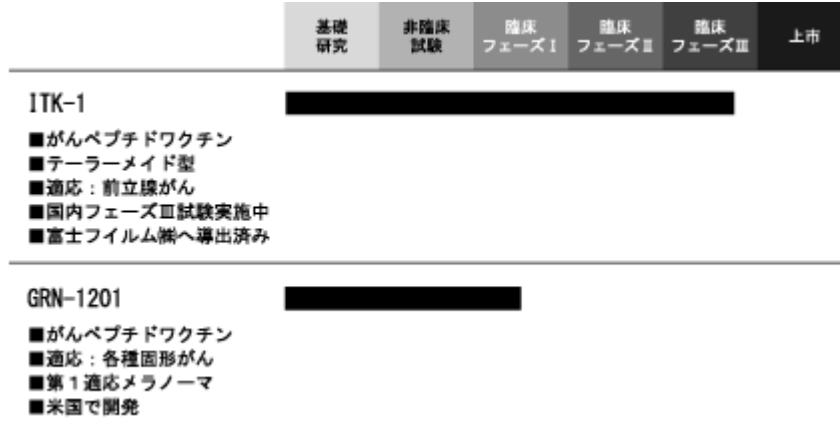 基礎
研究
非臨床
試験
臨床
フェーズⅠ
臨床
フェーズⅡ
臨床
フェーズⅢ
上市
ITK-1
■がんペプチドワクチン
■テーラーメイド型
■適応：前立腺がん
■国内フェーズⅢ試験実施中
■富士フイルム㈱へ導出済み
GRN-1201
■がんペプチドワクチン
■適応：各種固形がん
■第１適応メラノーマ
■米国で開発